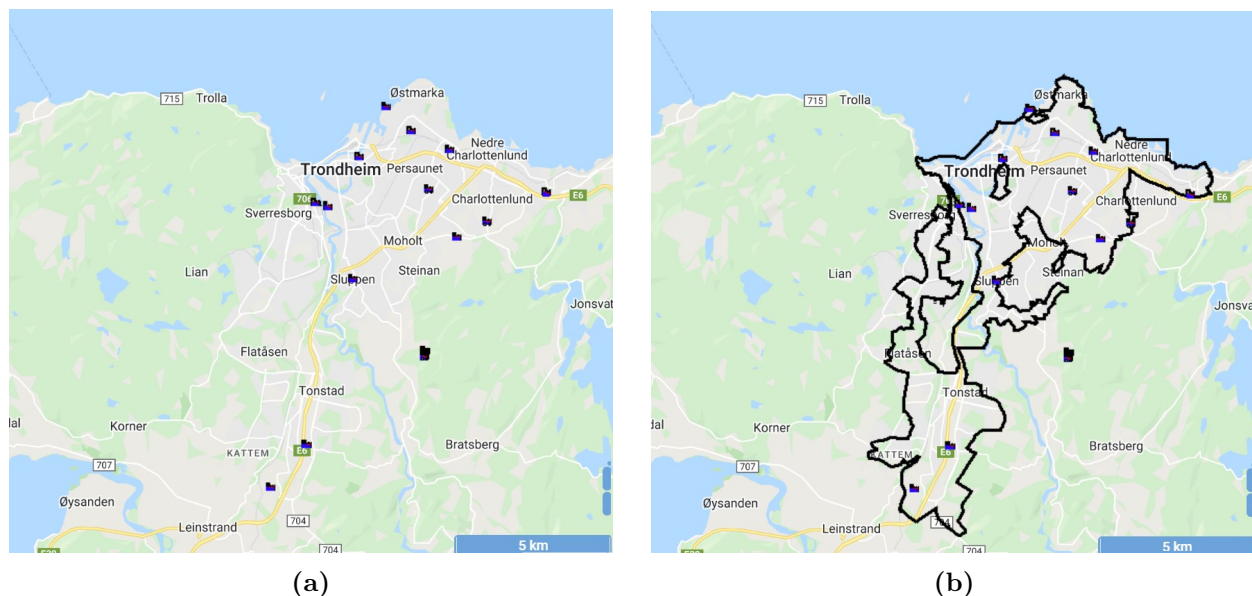 Østmarka
715
Trolla
Nedre
Charlottenlund
Trondheim
Persaunet
706
Charlottenlund
E6
Sverresborg
Moholt
Lian
Steinan
Sluppen
Jonsvat
Flatåsen
Tonstad
dal
Korner
Bratsberg
KATTEM
E6
707
Øysanden
Leinstrand
704
704
E39
5 km
(a)
Østmarka
715
Trolla
Nedre
Charlottenlund
Trondheim
Persaunet
Charlottenlund
E6
Sverresborg
Moholt
Lian
Steinan
Sluppen
Jonsvat
Flatåsen
Tonstad
dal
Korner
Bratsberg
KATTEM
E6
707
Øysanden
Leinstrand
704
704
5 km
(b)